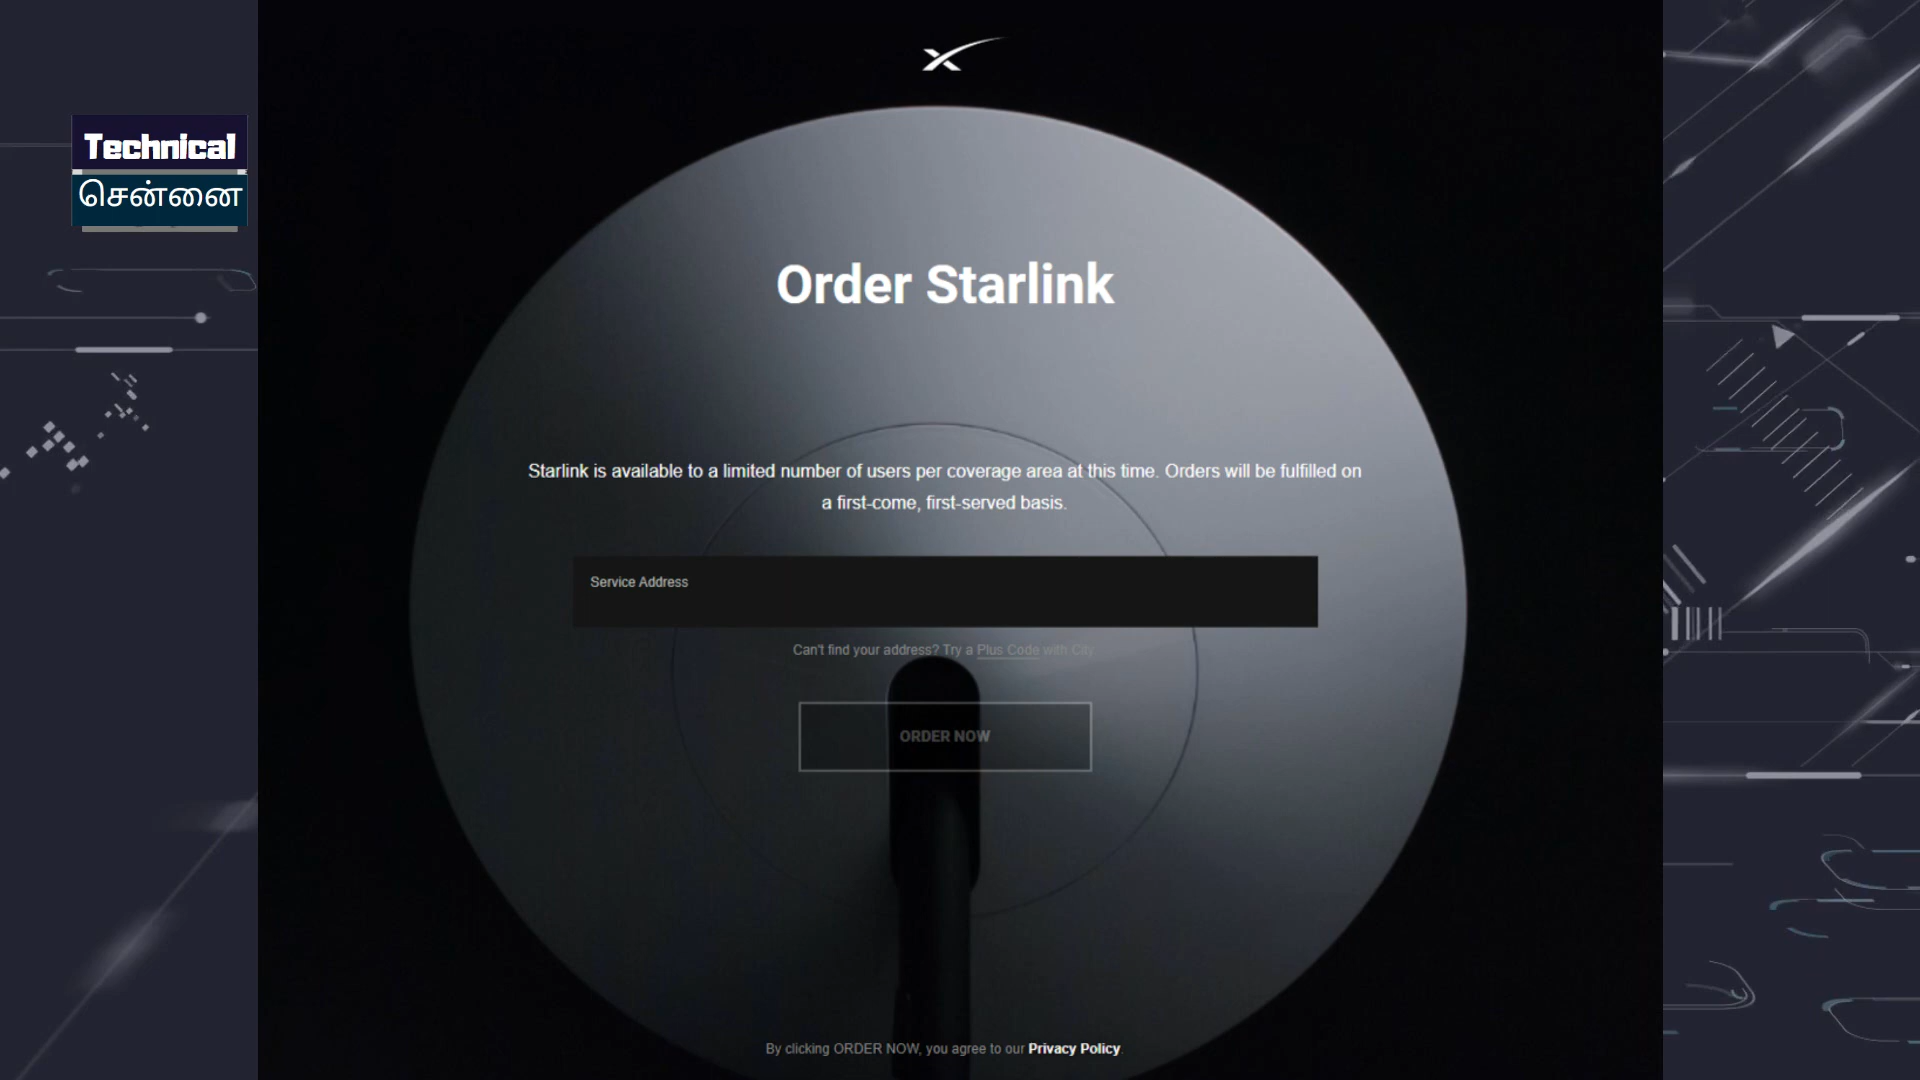 Technical
சென்னை
Order Starlink
Starlink is available to a limited number of users per coverage area at this time. Orders will be fulfilled on
a first-come, first-served basis.
Service Address
Can't find your address? Try a Plus Code with City
ORDER NOW
By clicking ORDER NOW, you agree to our Privacy Policy.